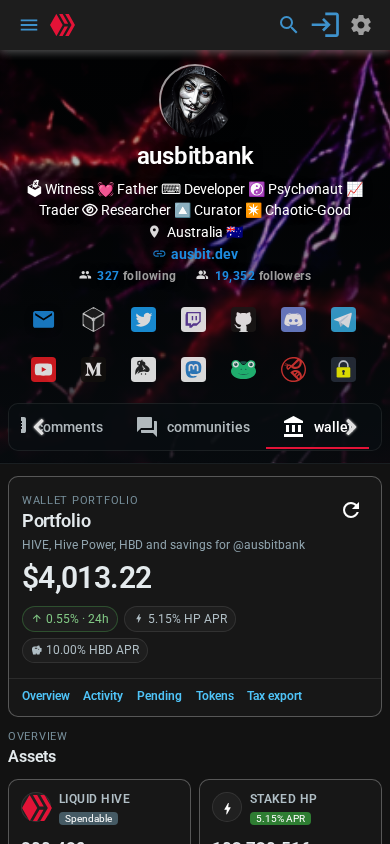 ausbitbank
🗳️ Witness 💓 Father ⌨ Developer ☯️ Psychonaut 📈
Trader 👁 Researcher 🔼 Curator ✴️ Chaotic-Good
Australia 🇦🇺
ausbit.dev
327 following 19,352 followers
omments communities walle
WALLET PORTFOLIO
Portfolio
HIVE, Hive Power, HBD and savings for @ausbitbank
$4,013.22
↑ 0.55% · 24h 5.15% HP APR
10.00% HBD APR
Overview Activity Pending Tokens Tax export
OVERVIEW
Assets
LIQUID HIVE STAKED HP
Spendable 5.15% APR